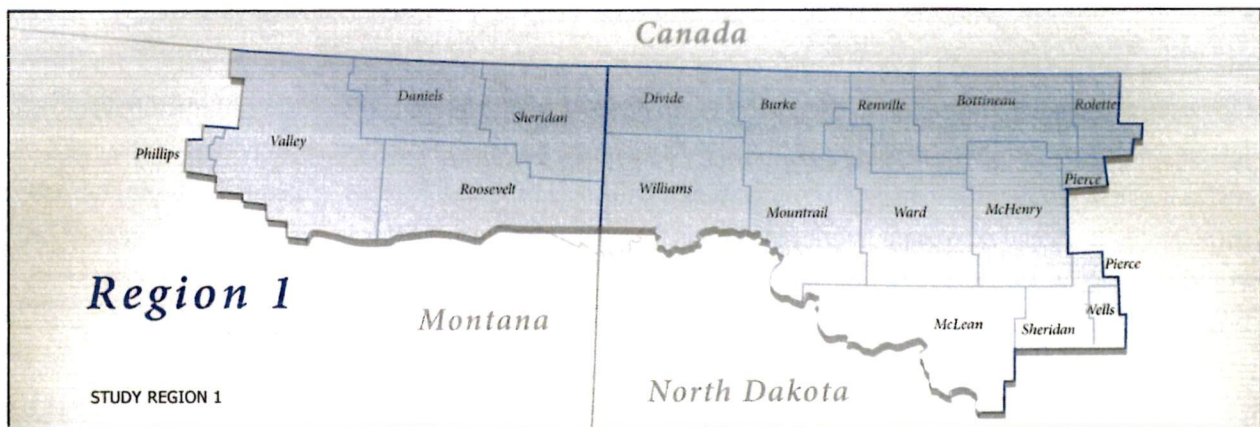 Canada
Daniels
Sheridan
Divide
Burke
Renville
Bottineau
Rolette
Phillips
Valley
Roosevelt
Williams
Mountrail
Ward
McHenry
Pierce
Pierce
Region 1
Montana
McLean
Sheridan
Wells
STUDY REGION 1
North Dakota